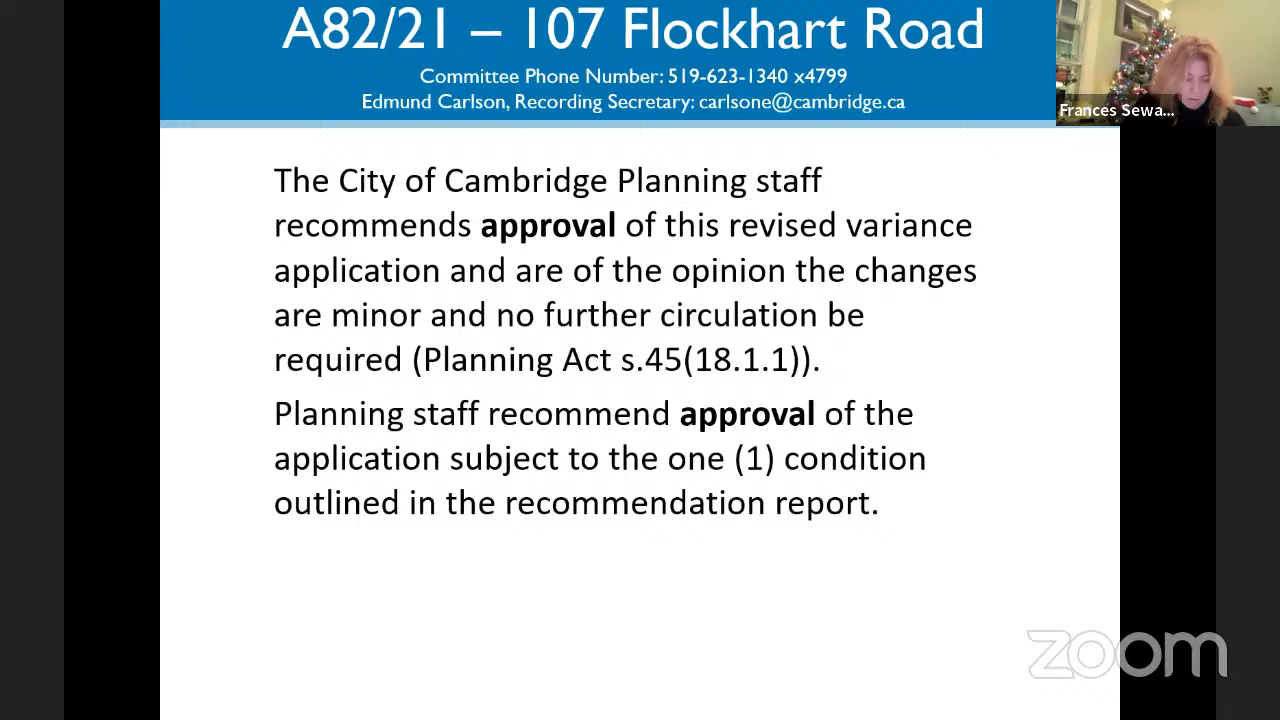 A82/21 – 107 Flockhart Road
Committee Phone Number: 519-623-1340 x4799
Edmund Carlson, Recording Secretary: carlsone@cambridge.ca
Frances Sewa...
The City of Cambridge Planning staff
recommends approval of this revised variance
application and are of the opinion the changes
are minor and no further circulation be
required (Planning Act s.45(18.1.1)).
Planning staff recommend approval of the
application subject to the one (1) condition
outlined in the recommendation report.
zoom